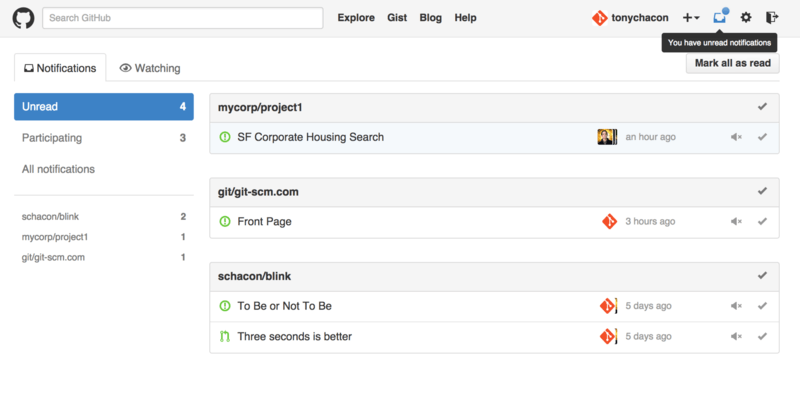 Search GitHub
Explore Gist Blog Help
tonychacon
You have unread notifications
Notifications Watching
Mark all as read
Unread 4
Participating 3
All notifications
schacon/blink 2
mycorp/project1 1
git/git-scm.com 1
mycorp/project1
SF Corporate Housing Search an hour ago
git/git-scm.com
Front Page 3 hours ago
schacon/blink
To Be or Not To Be 5 days ago
Three seconds is better 5 days ago